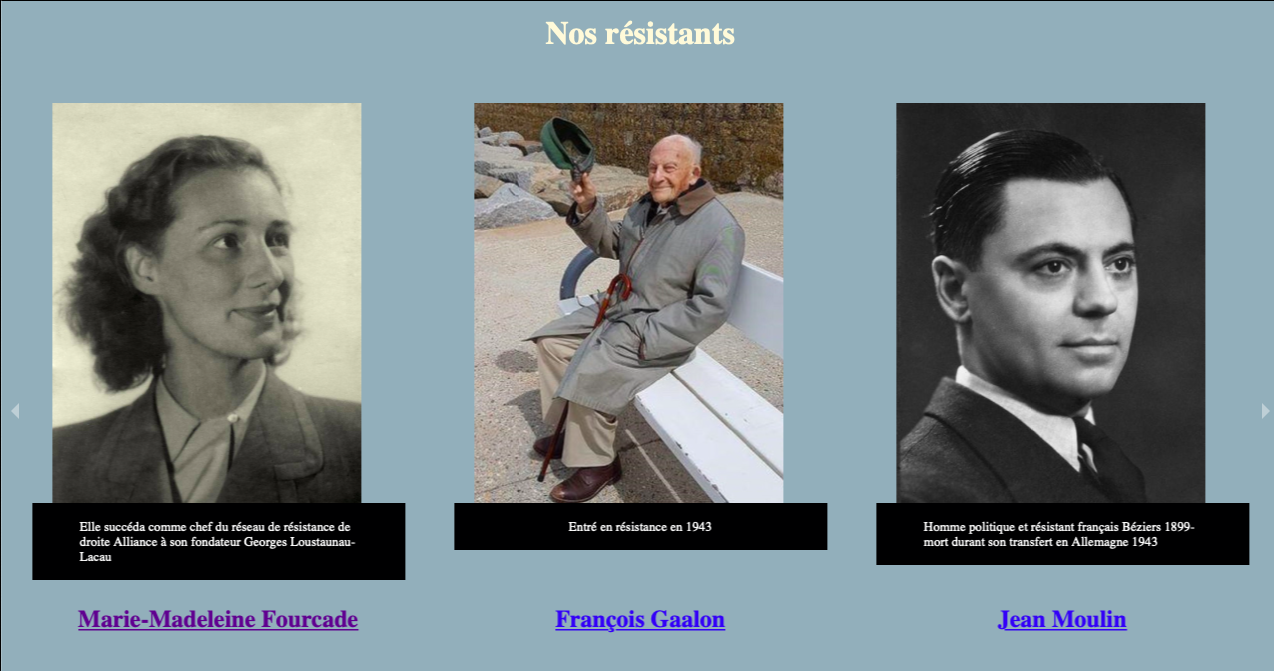 Nos résistants
Elle succéda comme chef du réseau de résistance de
droite Alliance à son fondateur Georges Loustaunau-
Lacau
Entré en résistance en 1943
Homme politique et résistant français Béziers 1899-
mort durant son transfert en Allemagne 1943
Marie-Madeleine Fourcade
François Gaalon
Jean Moulin